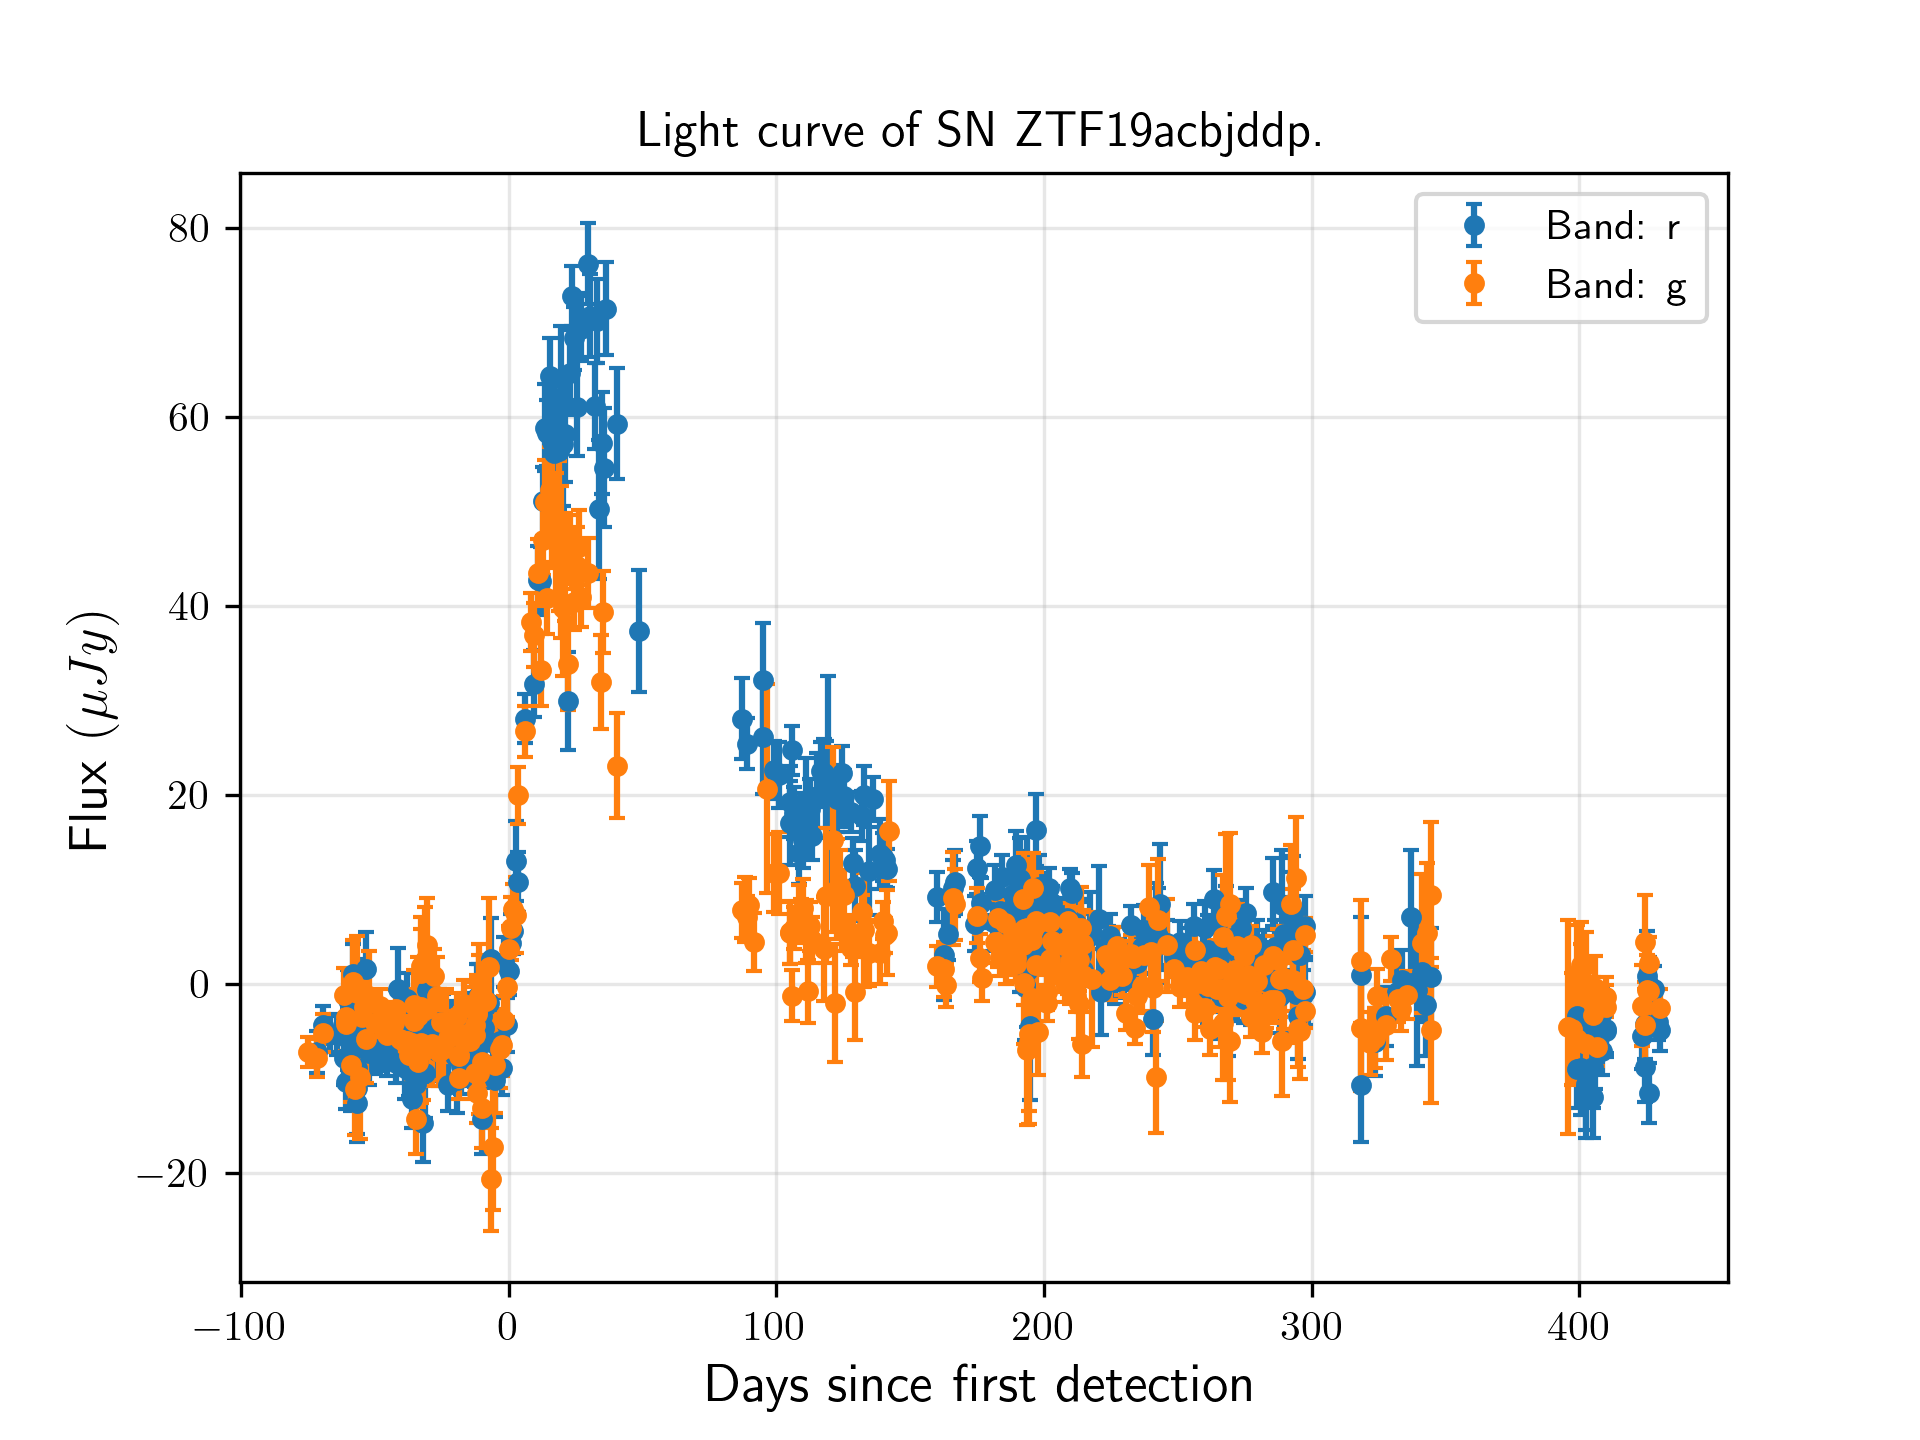 Light curve of SN ZTF19acbjddp.
Band: r
Band: g
80
60
40
20
0
−20
Flux (μJy)
−100
0
100
200
300
400
Days since first detection